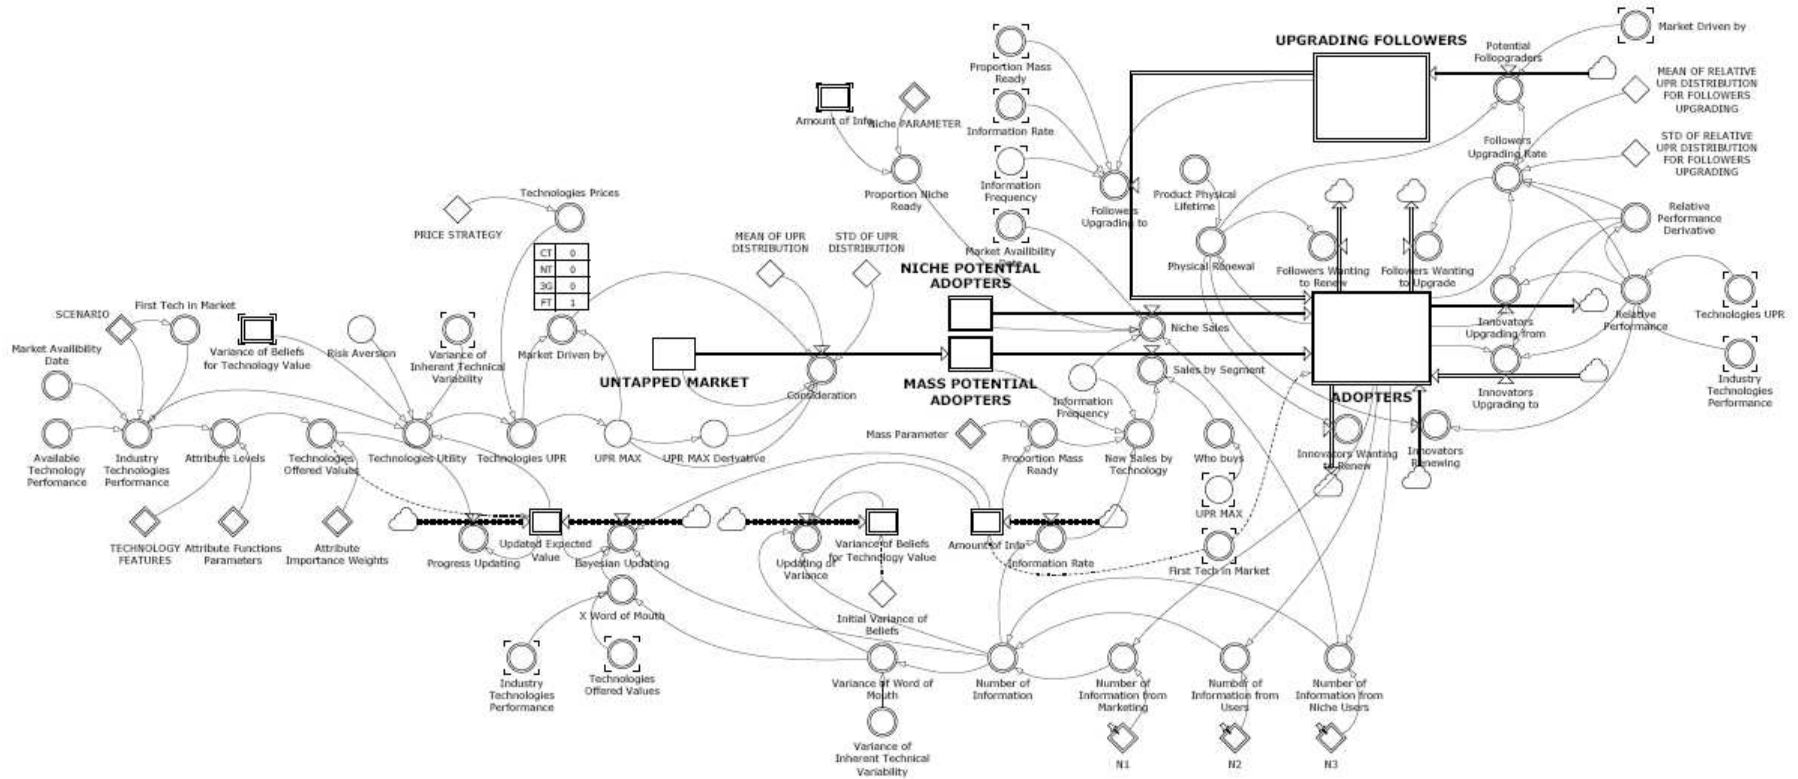 UPGRADING FOLLOWERS
Market Driven by
Potential
Follopgraders
MEAN OF RELATIVE
UPR DISTRIBUTION
FOR FOLLOWERS
UPGRADING
Proportion Mass
Ready
Amount of Info
Niche PARAMETER
Information Rate
STD OF RELATIVE
UPR DISTRIBUTION
FOR FOLLOWERS
UPGRADING
Followers
Upgrading Rate
Proportion Niche
Ready
Information
Frequency
Product Physical
Lifetime
Followers
Upgrading to
Technologies Prices
PRICE STRATEGY
Relative
Performance
Derivative
MEAN OF UPR
DISTRIBUTION
STD OF UPR
DISTRIBUTION
Market Availibility
Date
Physical Renewal
Followers Wanting
to Renew
Followers Wanting
to Upgrade
CT 0
NT 0
3G 0
FT 1
NICHE POTENTIAL
ADOPTERS
First Tech in Market
SCENARIO
Relative
Performance
Technologies UPR
Niche Sales
Innovators
Upgrading from
Market Availibility
Date
Variance of Beliefs
for Technology Value
Risk Aversion
Variance of
Inherent Technical
Variability
Market Driven by
UNTAPPED MARKET
Consideration
MASS POTENTIAL
ADOPTERS
Sales by Segment
Information
Frequency
ADOPTERS
Innovators
Upgrading to
Industry
Technologies
Performance
Mass Parameter
Available
Technology
Perfomance
Industry
Technologies
Performance
Attribute Levels
Technologies
Offered Values
Technologies Utility
Technologies UPR
UPR MAX
UPR MAX Derivative
Proportion Mass
Ready
New Sales by
Technology
Who buys
Innovators Wanting
to Renew
Innovators
Renewing
UPR MAX
TECHNOLOGY
FEATURES
Attribute Functions
Parameters
Attribute
Importance Weights
Progress Updating
Updated Expected
Value
Bayesian Updating
Updating of
Variance
Variance of Beliefs
for Technology Value
Amount of Info
Information Rate
First Tech in Market
X Word of Mouth
Initial Variance of
Beliefs
Industry
Technologies
Performance
Technologies
Offered Values
Variance of Word of
Mouth
Number of
Information
Number of
Information from
Marketing
Number of
Information from
Users
Number of
Information from
Niche Users
Variance of
Inherent Technical
Variability
N1
N2
N3